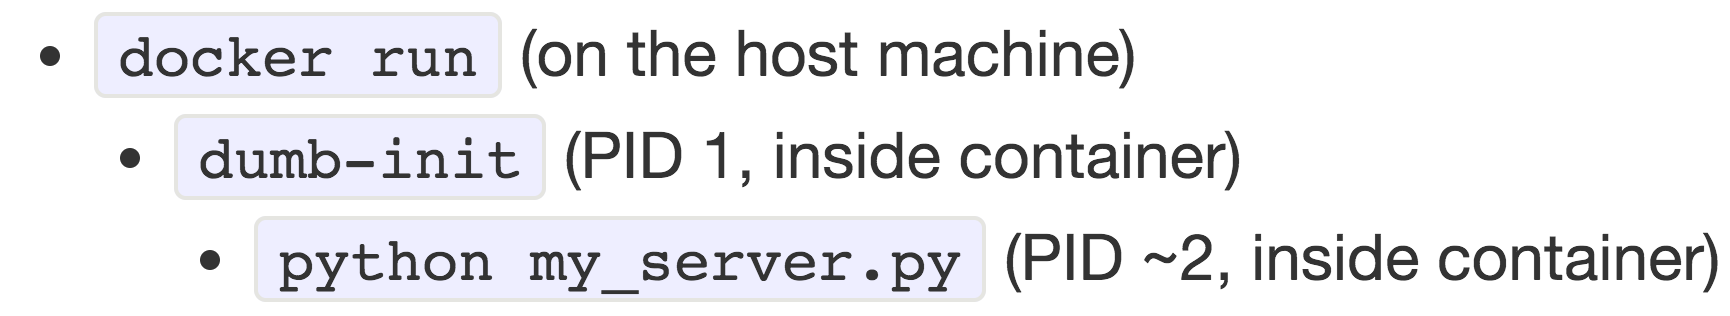 docker run (on the host machine)
dumb-init (PID 1, inside container)
python my_server.py (PID ~2, inside container)